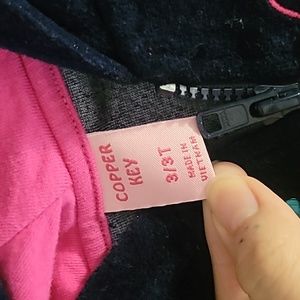 COPPER
KEY
3/3T
MADE IN
VIETNAM